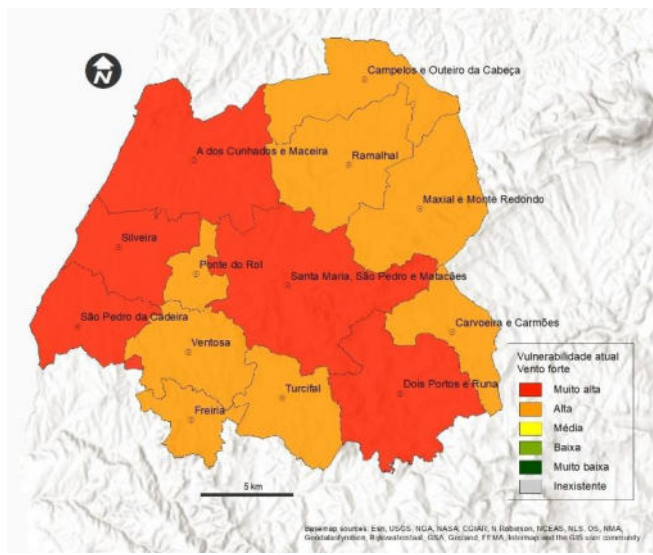 N
Campelos e Outeiro da Cabeça
A dos Cunhados e Maceira
Ramalhal
Maxial e Monte Redondo
Silveira
Ponte do Rol
Santa Maria, São Pedro e Matacães
São Pedro da Cadeira
Carvoeira e Carmões
Ventosa
Dois Portos e Runa
Turcifal
Freiria
Vulnerabilidade atual
Vento forte
Muito alta
Alta
Média
Baixa
Muito baixa
Inexistente
5 km
Basemap sources: Esri, USGS, NGA, NASA, CGIAR, N Robinson, NCEAS, NLS, OS, NMA,
Geodatastyrelsen, Rijkswaterstaat, GSA, Geoland, FEMA, Intermap and the GIS user community